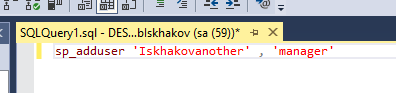 SQLQuery1.sql - DES...blskhakov (sa (59))*
sp_adduser 'Iskhakovanother' , 'manager'